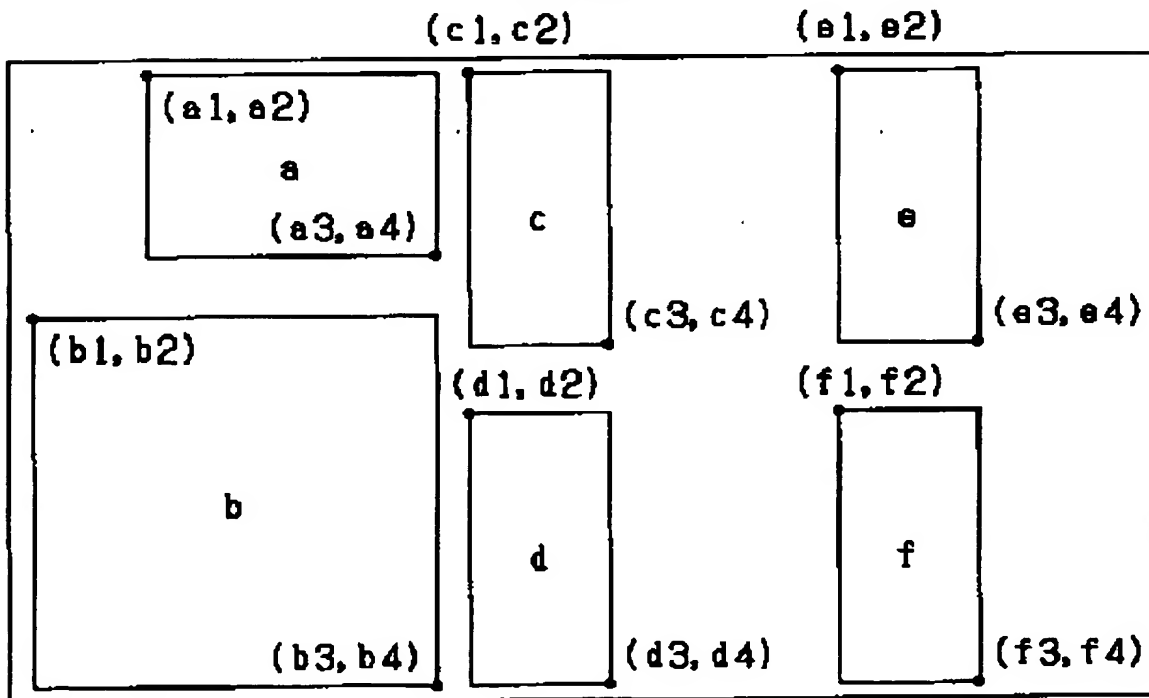 (c1, c2) (e1, e2)
(a1, a2)
a
c
e
(a3, a4)
(c3, c4) (e3, e4)
(b1, b2)
(d1, d2) (f1, f2)
b
d
f
(b3, b4) (d3, d4) (f3, f4)